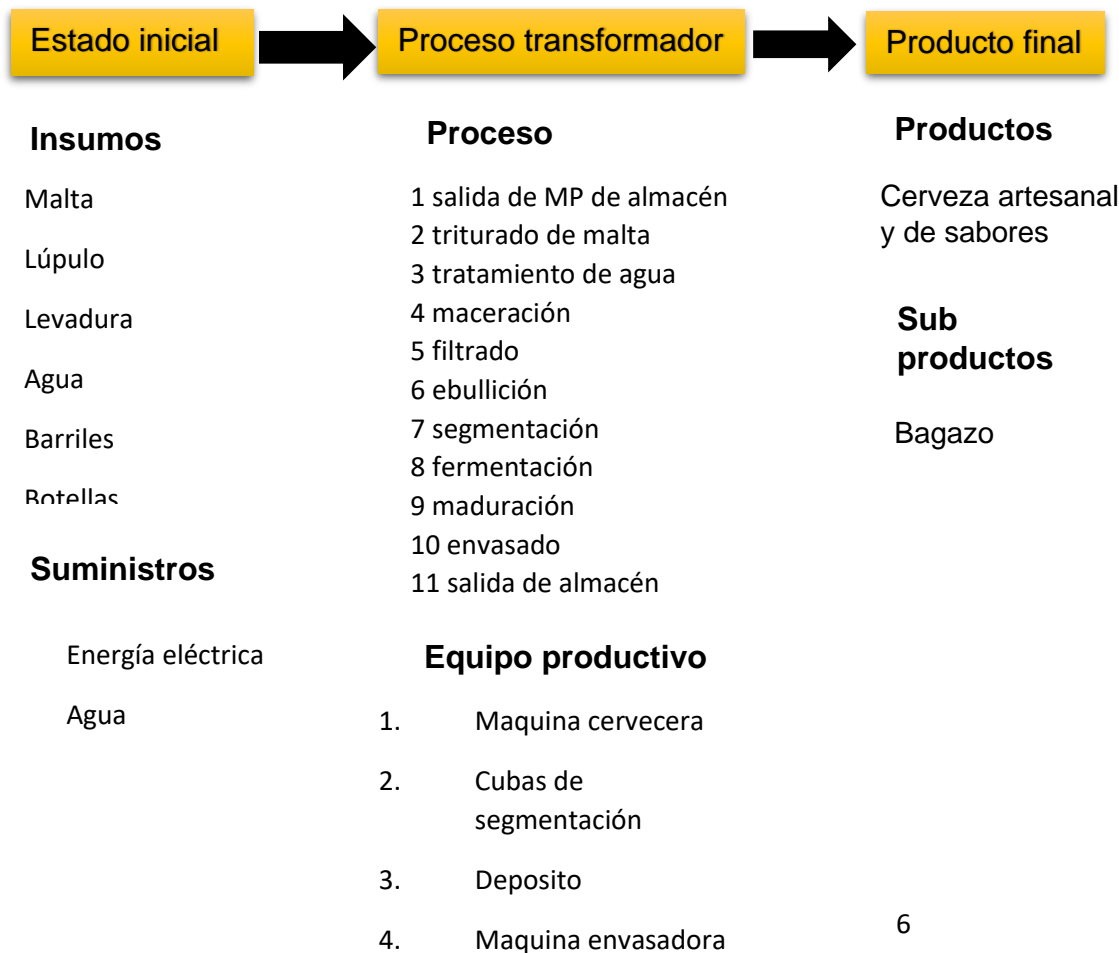 Estado inicial
Proceso transformador
Producto final
Insumos
Malta
Lúpulo
Levadura
Agua
Barriles
Botellas
Suministros
Energía eléctrica
Agua
Proceso
1 salida de MP de almacén
2 triturado de malta
3 tratamiento de agua
4 maceración
5 filtrado
6 ebullición
7 segmentación
8 fermentación
9 maduración
10 envasado
11 salida de almacén
Equipo productivo
1. Maquina cervecera
2. Cubas de
segmentación
3. Deposito
4. Maquina envasadora
Productos
Cerveza artesanal
y de sabores
Sub
productos
Bagazo
6